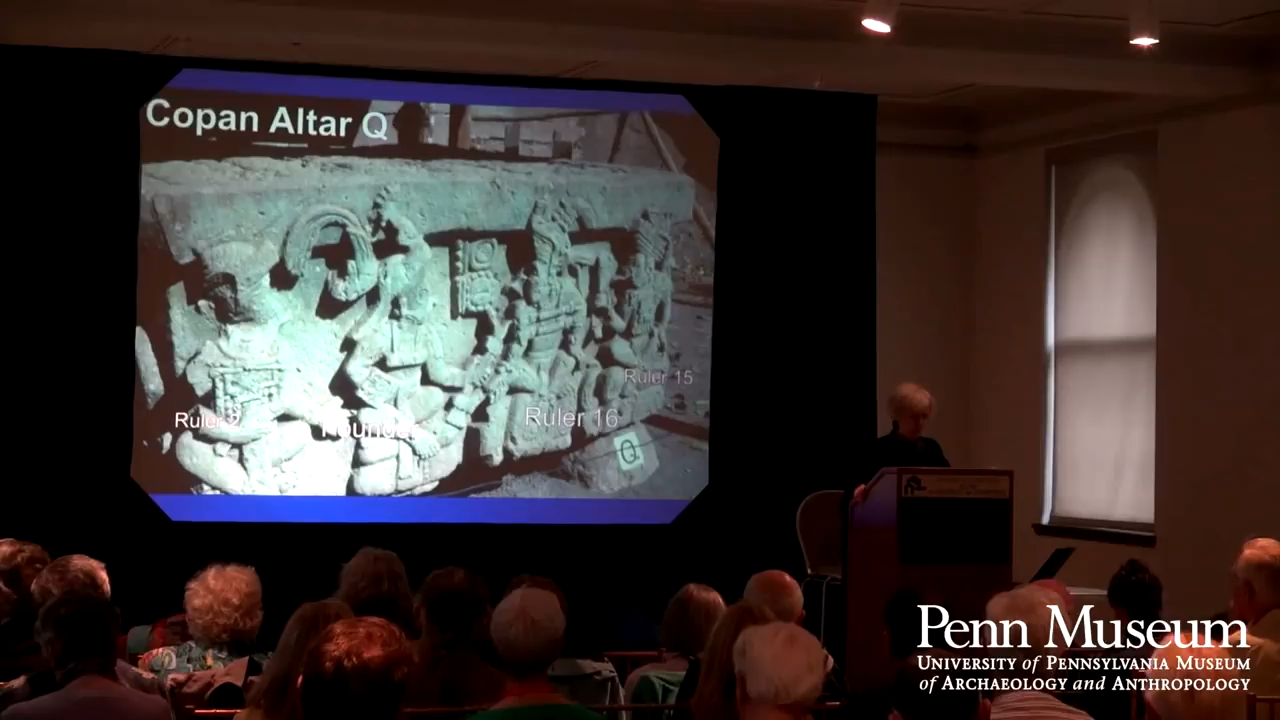 Copan Altar Q
Ruler 15
Ruler 2
Founder
Ruler 16
Q
Penn Museum
UNIVERSITY of PENNSYLVANIA MUSEUM
of ARCHAEOLOGY and ANTHROPOLOGY